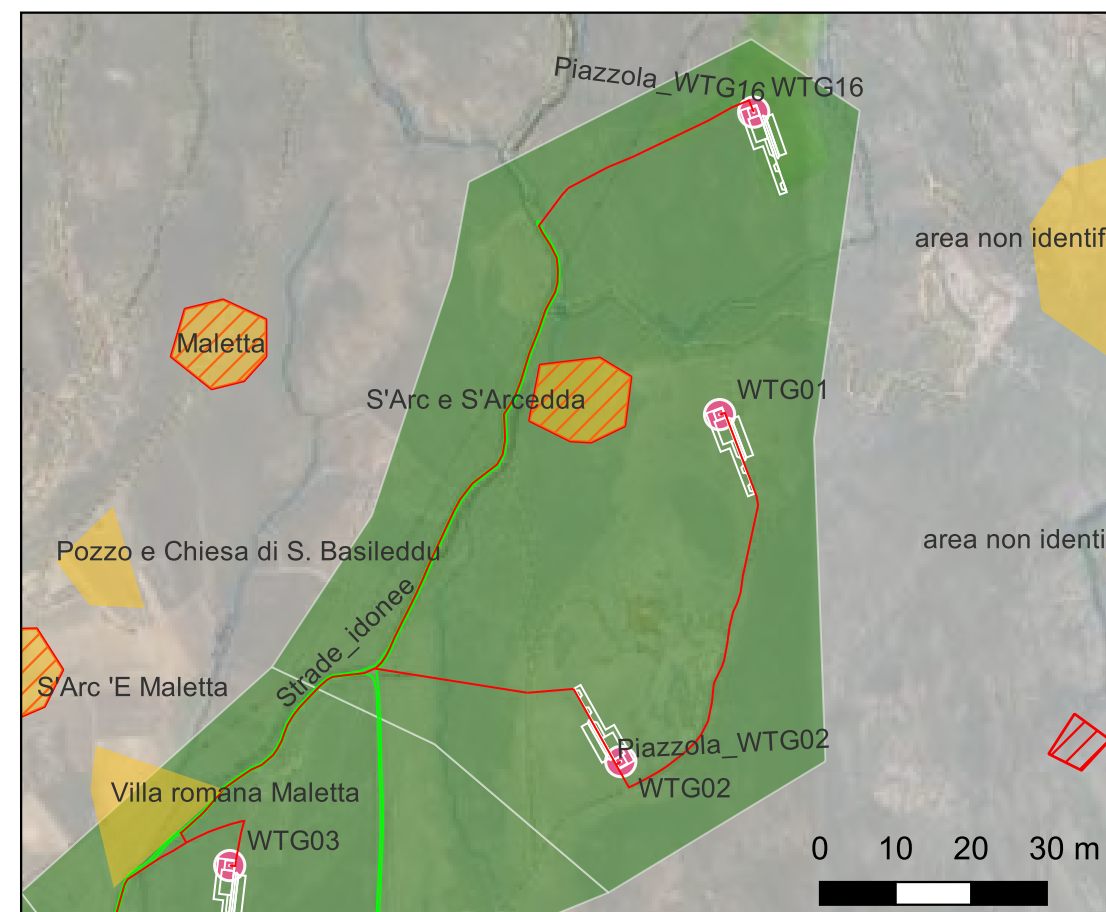 Piazzola_WTG16
WTG16
area non identif
Maletta
WTG01
S'Arc e S'Arcedda
area non identi
Pozzo e Chiesa di S. Basileddu
Strade_idonee
S'Arc 'E Maletta
Piazzola_WTG02
WTG02
Villa romana Maletta
WTG03
0 10 20 30 m